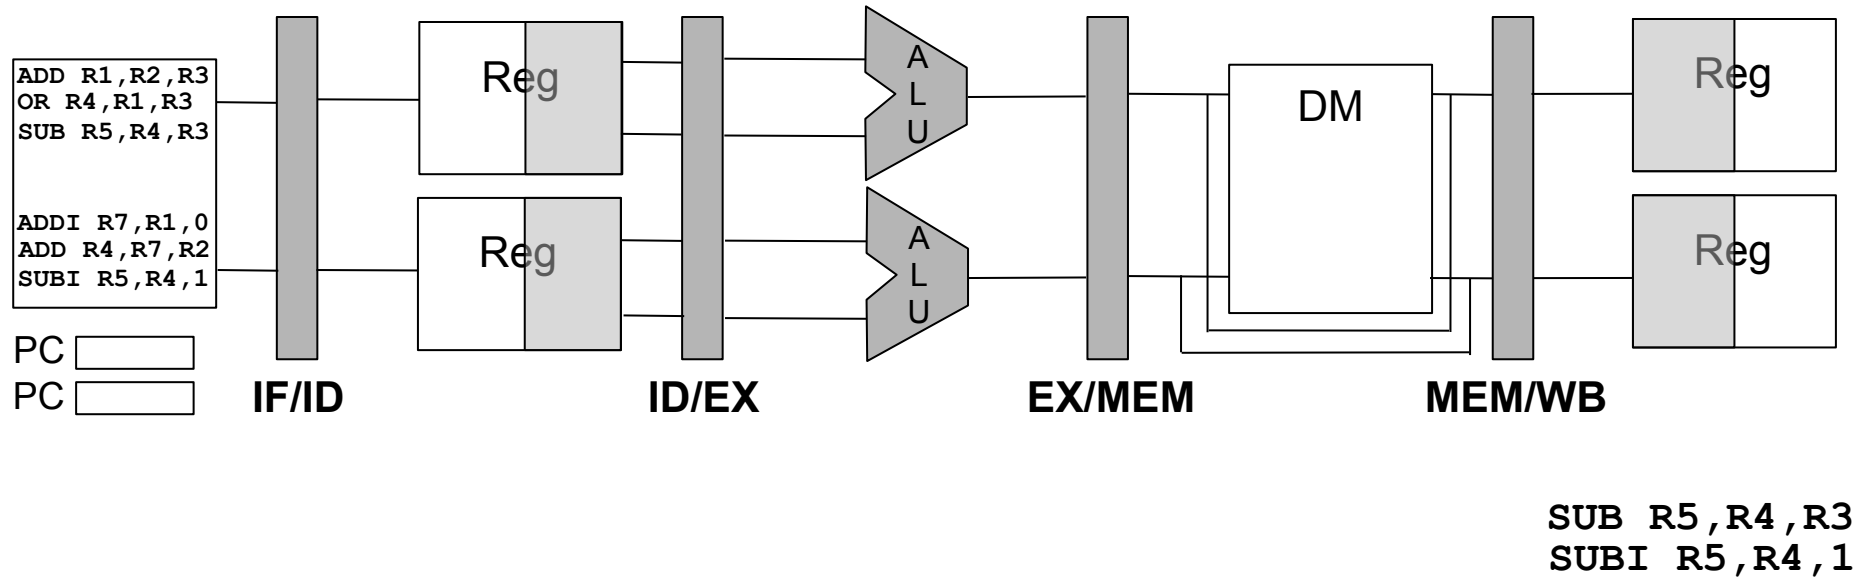 ADD R1,R2,R3
OR R4,R1,R3
SUB R5,R4,R3
ADDI R7,R1,0
ADD R4,R7,R2
SUBI R5,R4,1
PC
PC
IF/ID
Reg
Reg
ID/EX
ALU
ALU
EX/MEM
DM
MEM/WB
Reg
Reg
SUB R5,R4,R3
SUBI R5,R4,1